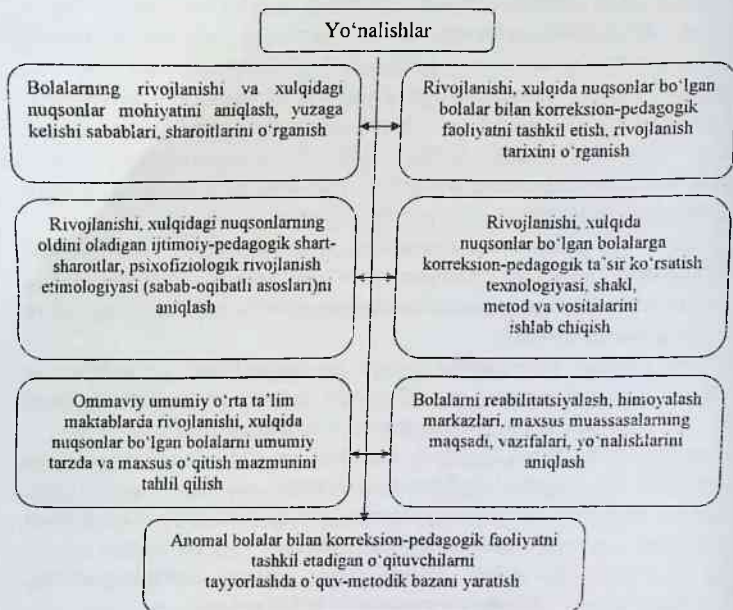 Yo‘nalishlar
Bolalarning rivojlanishi va xulqidagi
nuqsonlar mohiyatini aniqlash, yuzaga
kelishi sabablari, sharoitlarini o‘rganish
Rivojlanishi, xulqida nuqsonlar bo‘lgan
bolalar bilan korreksion-pedagogik
faoliyatni tashkil etish, rivojlanish
tarixini o‘rganish
Rivojlanishi, xulqidagi nuqsonlarning
oldini oladigan ijtimoiy-pedagogik shart-
sharoitlar, psixofiziologik rivojlanish
etimologiyasi (sabab-oqibatli asoslari)ni
aniqlash
Rivojlanishi, xulqida
nuqsonlar bo‘lgan bolalarga
korreksion-pedagogik ta’sir ko‘rsatish
texnologiyasi, shakl,
metod va vositalarini
ishlab chiqish
Ommaviy umumiy o‘rta ta’lim
maktablarda rivojlanishi, xulqida
nuqsonlar bo‘lgan bolalarni umumiy
tarzda va maxsus o‘qitish mazmunini
tahlil qilish
Bolalarni reabilitatsiyalash, himoyalash
markazlari, maxsus muassasalarning
maqsadi, vazifalari, yo‘nalishlarini
aniqlash
Anomal bolalar bilan korreksion-pedagogik faoliyatni
tashkil etadigan o‘qituvchilarni
tayyorlashda o‘quv-metodik bazani yaratish